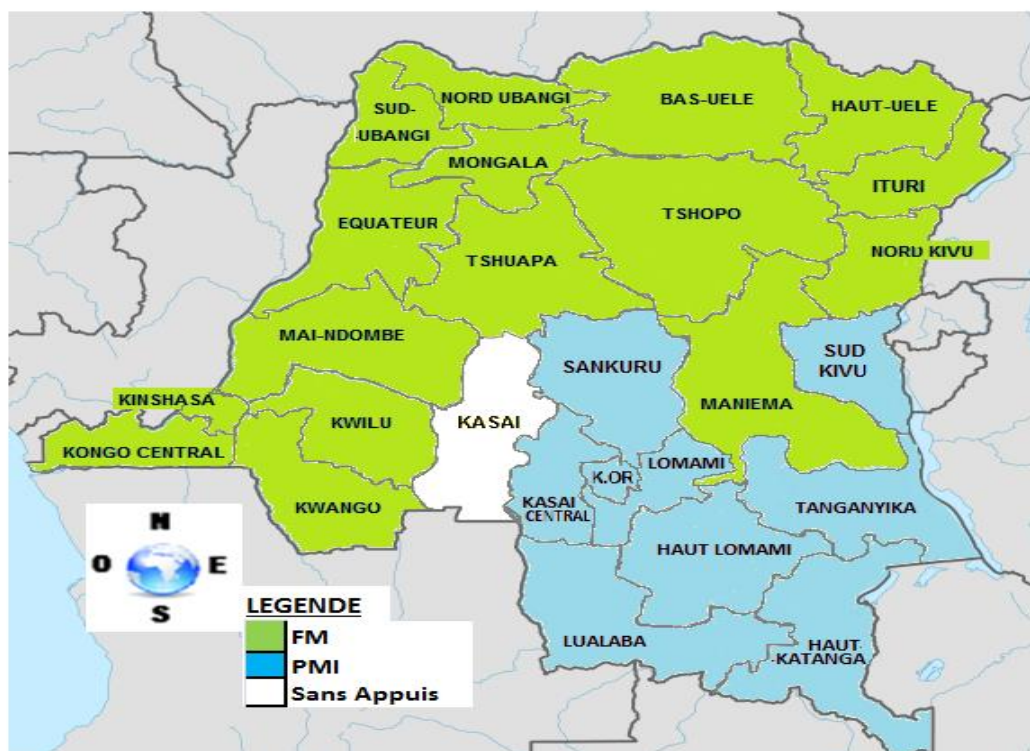 NORD UBANGI
BAS-UELE
HAUT-UELE
SUD-
UBANGI
MONGALA
ITURI
TSHOPO
EQUATEUR
NORD KIVU
TSHUAPA
MAI-NDOMBE
SUD
KIVU
SANKURU
KINSHASA
MANIEMA
KWILU
KASAI
KONGO CENTRAL
LOMAMI
K.OR
KASAI
CENTRAL
KWANGO
TANGANYIKA
HAUT LOMAMI
LUALABA
HAUT
KATANGA
N
O
E
S
LEGENDE
FM
PMI
Sans Appuis